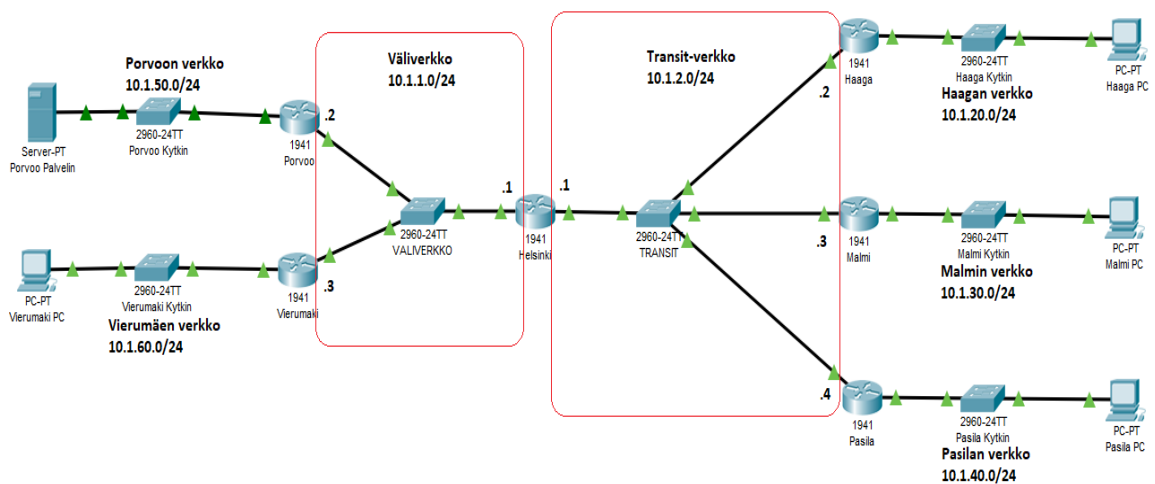 Porvoon verkko
10.1.50.0/24
Server-PT
Porvoo Palvelin
2960-24TT
Porvoo Kytkin
1941
Porvoo
.2
PC-PT
Vierumaki PC
2960-24TT
Vierumaki Kytkin
Vierumäen verkko
10.1.60.0/24
1941
Vierumaki
.3
Väliverkko
10.1.1.0/24
2960-24TT
VALIVERKKO
.1
1941
Helsinki
.1
Transit-verkko
10.1.2.0/24
2960-24TT
TRANSIT
.2
1941
Haaga
2960-24TT
Haaga Kytkin
Haagan verkko
10.1.20.0/24
PC-PT
Haaga PC
.3
1941
Malmi
2960-24TT
Malmi Kytkin
Malmin verkko
10.1.30.0/24
PC-PT
Malmi PC
.4
1941
Pasila
2960-24TT
Pasila Kytkin
Pasilan verkko
10.1.40.0/24
PC-PT
Pasila PC